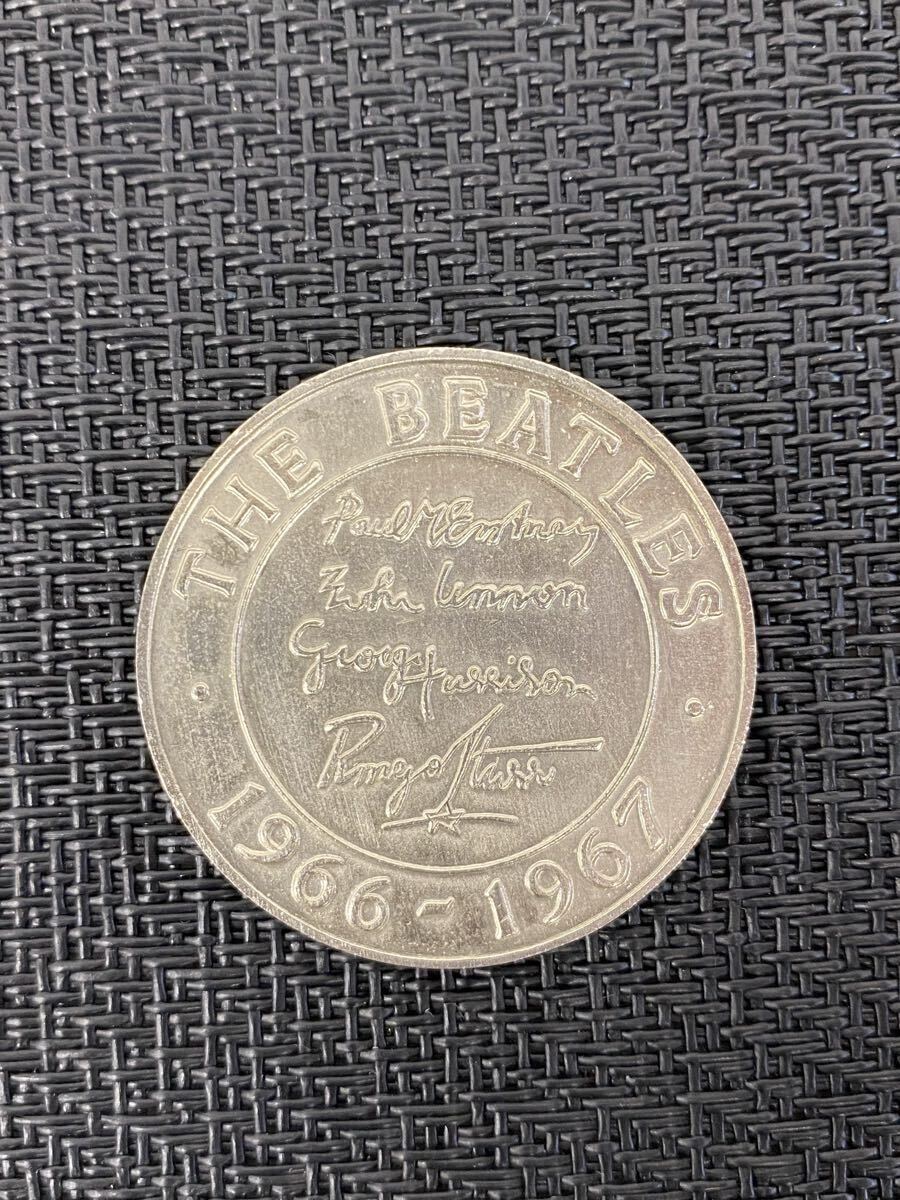 THE BEATLES
Paul McCartney
John Lennon
George Harrison
Ringo Starr
1966-1967